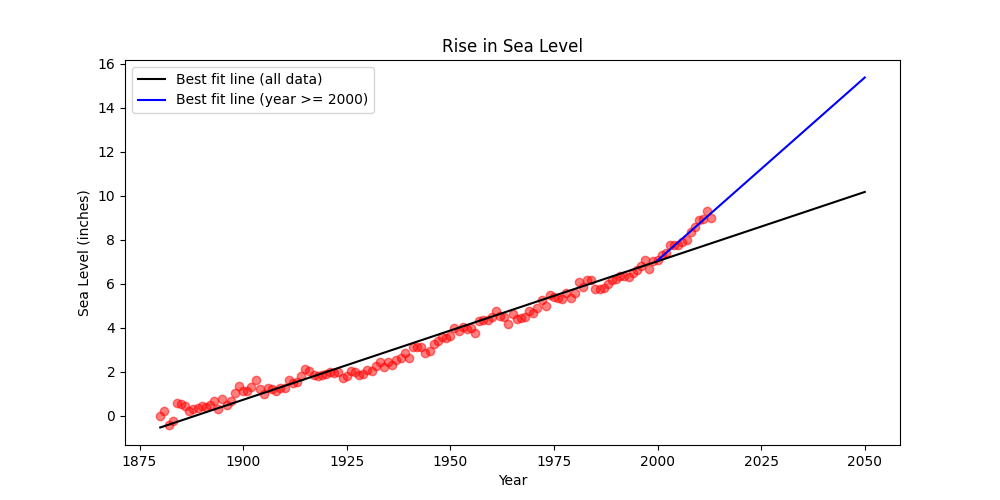 Rise in Sea Level
Best fit line (all data)
Best fit line (year >= 2000)
16
14
12
10
8
6
4
2
0
Sea Level (inches)
1875 1900 1925 1950 1975 2000 2025 2050
Year